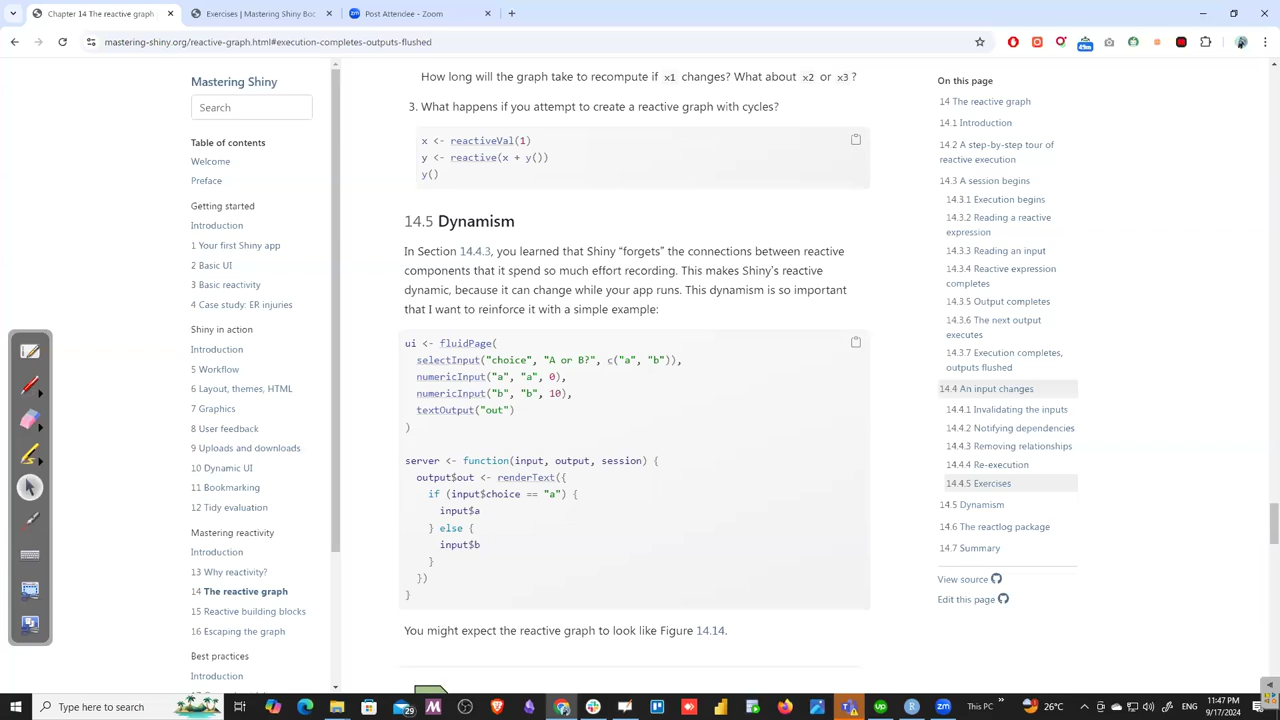 Chapter 14 The reactive graph
Exercises | Mastering Shiny Boo
Post Attendee - Zoom
mastering-shiny.org/reactive-graph.html#execution-completes-outputs-flushed
49m
Mastering Shiny
Search
Table of contents
Welcome
Preface
Getting started
Introduction
1 Your first Shiny app
2 Basic UI
3 Basic reactivity
4 Case study: ER injuries
Shiny in action
Introduction
5 Workflow
6 Layout, themes, HTML
7 Graphics
8 User feedback
9 Uploads and downloads
10 Dynamic UI
11 Bookmarking
12 Tidy evaluation
Mastering reactivity
Introduction
13 Why reactivity?
14 The reactive graph
15 Reactive building blocks
16 Escaping the graph
Best practices
Introduction
How long will the graph take to recompute if x1 changes? What about x2 or x3?
3. What happens if you attempt to create a reactive graph with cycles?
x <- reactiveVal(1)
y <- reactive(x + y())
y()
14.5 Dynamism
In Section 14.4.3, you learned that Shiny “forgets” the connections between reactive
components that it spend so much effort recording. This makes Shiny’s reactive
dynamic, because it can change while your app runs. This dynamism is so important
that I want to reinforce it with a simple example:
ui <- fluidPage(
selectInput("choice", "A or B?", c("a", "b")),
numericInput("a", "a", 0),
numericInput("b", "b", 10),
textOutput("out")
)
server <- function(input, output, session) {
output$out <- renderText({
if (input$choice == "a") {
input$a
} else {
input$b
}
})
}
You might expect the reactive graph to look like Figure 14.14.
On this page
14 The reactive graph
14.1 Introduction
14.2 A step-by-step tour of
reactive execution
14.3 A session begins
14.3.1 Execution begins
14.3.2 Reading a reactive
expression
14.3.3 Reading an input
14.3.4 Reactive expression
completes
14.3.5 Output completes
14.3.6 The next output
executes
14.3.7 Execution completes,
outputs flushed
14.4 An input changes
14.4.1 Invalidating the inputs
14.4.2 Notifying dependencies
14.4.3 Removing relationships
14.4.4 Re-execution
14.4.5 Exercises
14.5 Dynamism
14.6 The reactlog package
14.7 Summary
View source
Edit this page
Type here to search
29
This PC
26°C
ENG
11:47 PM
9/17/2024